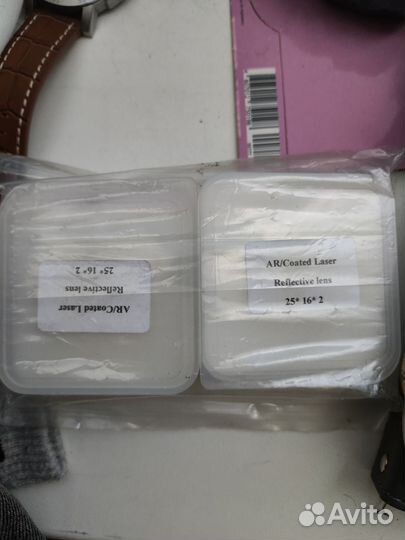 AR/Coated Laser
Reflective lens
25* 16* 2
AR/Coated Laser
Reflective lens
25* 16* 2
Avito